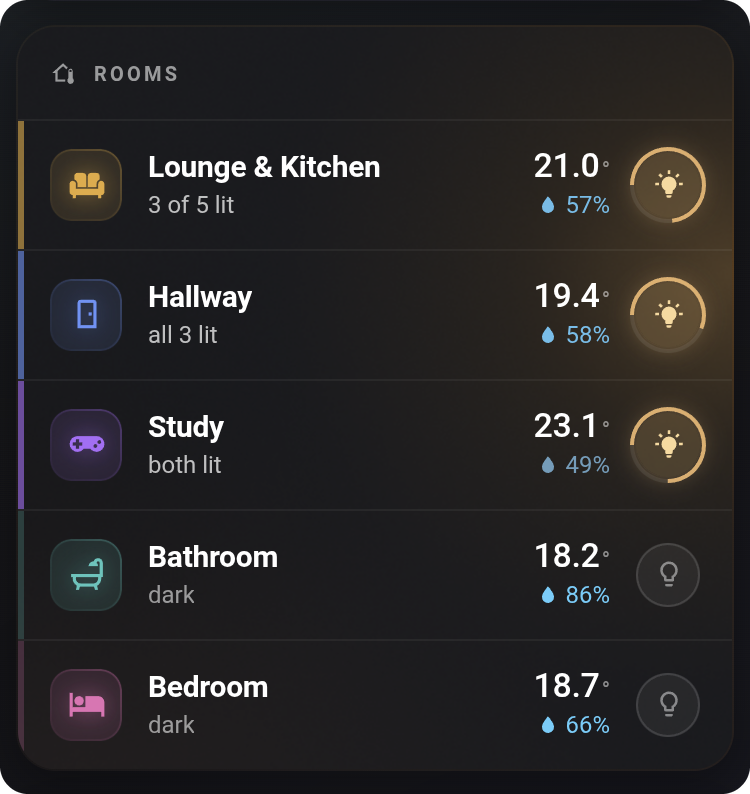 ROOMS
Lounge & Kitchen
3 of 5 lit
21.0°
57%
Hallway
all 3 lit
19.4°
58%
Study
both lit
23.1°
49%
Bathroom
dark
18.2°
86%
Bedroom
dark
18.7°
66%